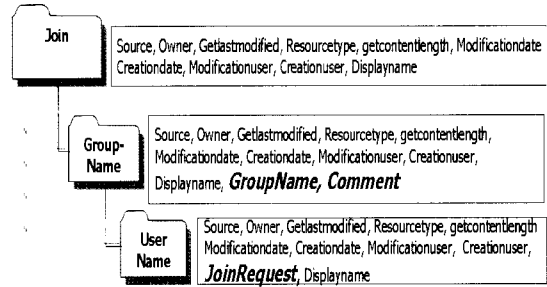 Join
Source, Owner, Getlastmodified, Resourcetype, getcontentlength, Modificationdate
Creationdate, Modificationuser, Creationuser, Displayname
Group-
Name
Source, Owner, Getlastmodified, Resourcetype, getcontentlength,
Modificationdate, Creationdate, Modificationuser, Creationuser,
Displayname, GroupName, Comment
User
Name
Source, Owner, Getlastmodified, Resourcetype, getcontentlength
Modificationdate, Creationdate, Modificationuser, Creationuser,
JoinRequest, Displayname